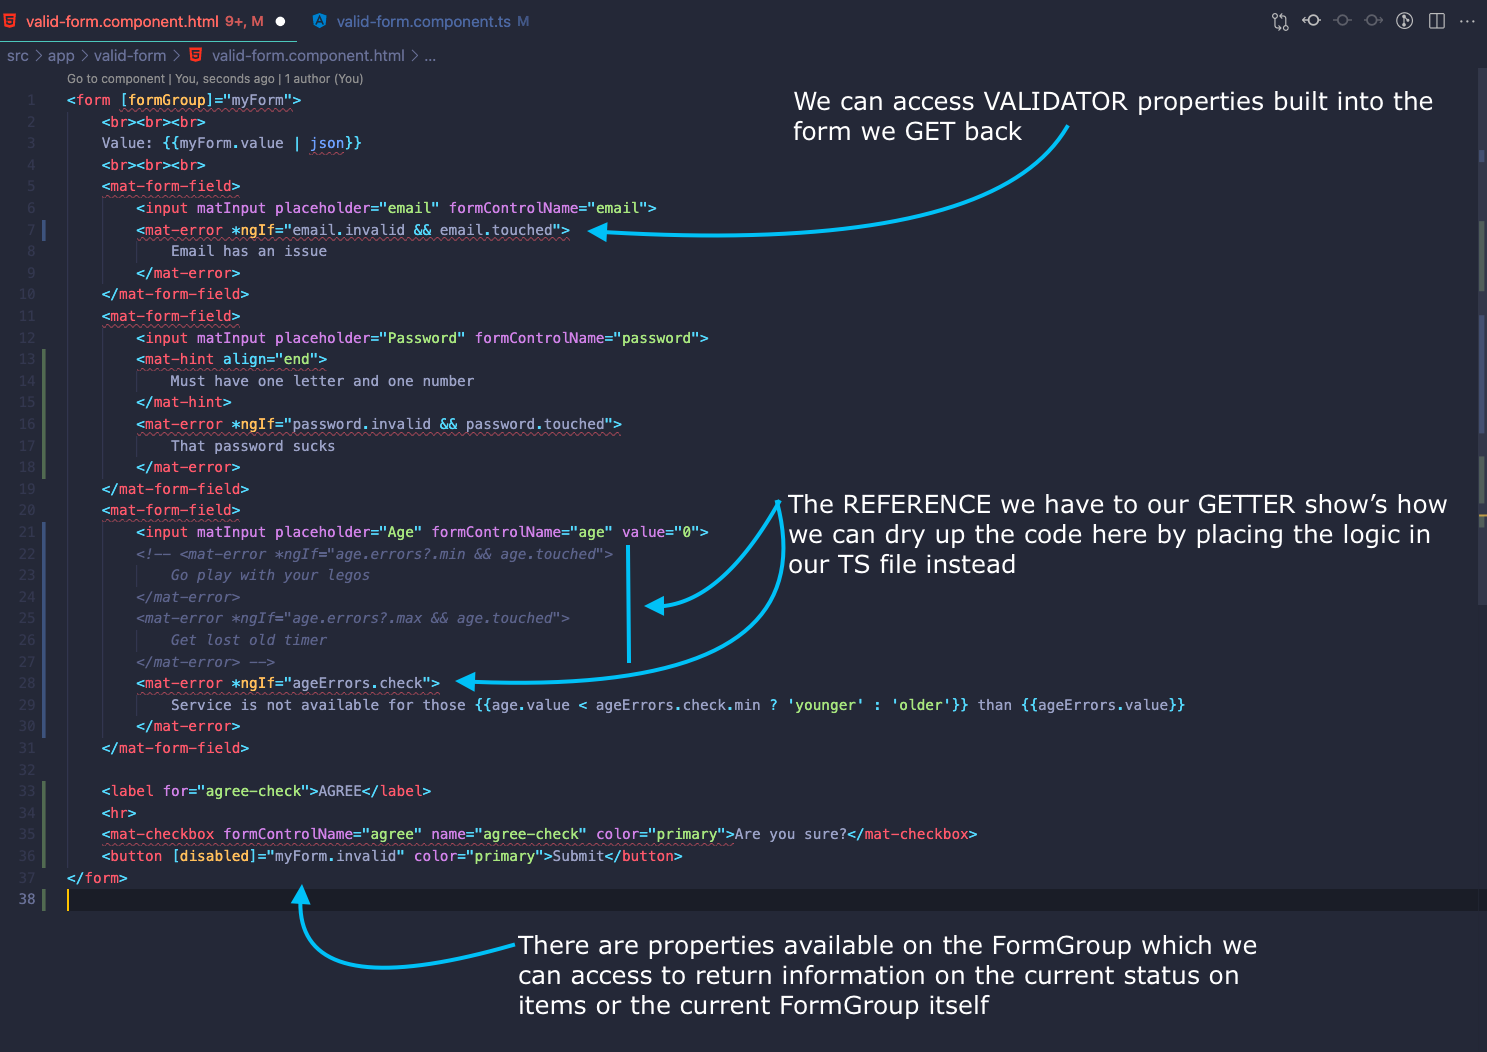 valid-form.component.html 9+, M ● valid-form.component.ts M
src > app > valid-form > valid-form.component.html > ...
Go to component | You, seconds ago | 1 author (You)
1 <form [formGroup]="myForm">
2 <br><br><br>
3 Value: {{myForm.value | json}}
4 <br><br><br>
5 <mat-form-field>
6 <input matInput placeholder="email" formControlName="email">
7 <mat-error *ngIf="email.invalid && email.touched">
8 Email has an issue
9 </mat-error>
10 </mat-form-field>
11 <mat-form-field>
12 <input matInput placeholder="Password" formControlName="password">
13 <mat-hint align="end">
14 Must have one letter and one number
15 </mat-hint>
16 <mat-error *ngIf="password.invalid && password.touched">
17 That password sucks
18 </mat-error>
19 </mat-form-field>
20 <mat-form-field>
21 <input matInput placeholder="Age" formControlName="age" value="0">
22 <!-- <mat-error *ngIf="age.errors?.min && age.touched">
23 Go play with your legos
24 </mat-error>
25 <mat-error *ngIf="age.errors?.max && age.touched">
26 Get lost old timer
27 </mat-error> -->
28 <mat-error *ngIf="ageErrors.check">
29 Service is not available for those {{age.value < ageErrors.check.min ? 'younger' : 'older'}} than {{ageErrors.value}}
30 </mat-error>
31 </mat-form-field>
32
33 <label for="agree-check">AGREE</label>
34 <hr>
35 <mat-checkbox formControlName="agree" name="agree-check" color="primary">Are you sure?</mat-checkbox>
36 <button [disabled]="myForm.invalid" color="primary">Submit</button>
37 </form>
38
We can access VALIDATOR properties built into the
form we GET back
The REFERENCE we have to our GETTER show's how
we can dry up the code here by placing the logic in
our TS file instead
There are properties available on the FormGroup which we
can access to return information on the current status on
items or the current FormGroup itself